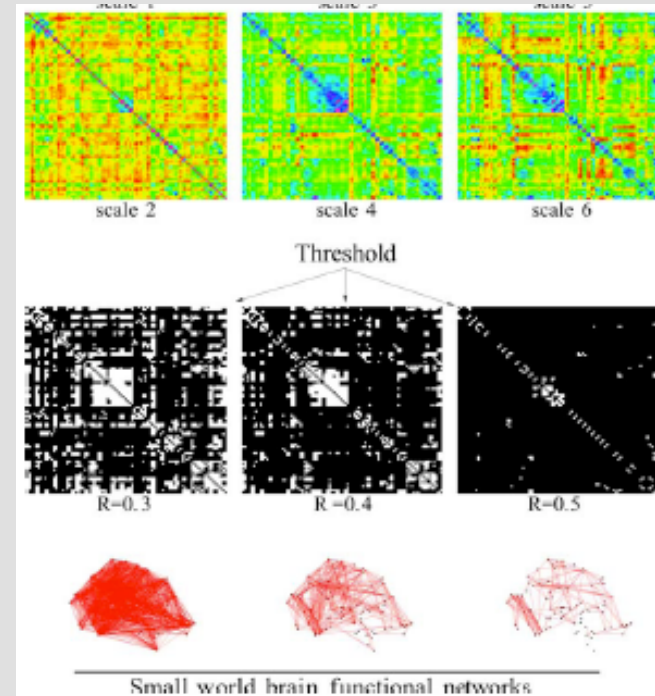 scale 2
scale 4
scale 6
Threshold
R=0.3
R =0.4
R=0.5
Small world brain functional networks